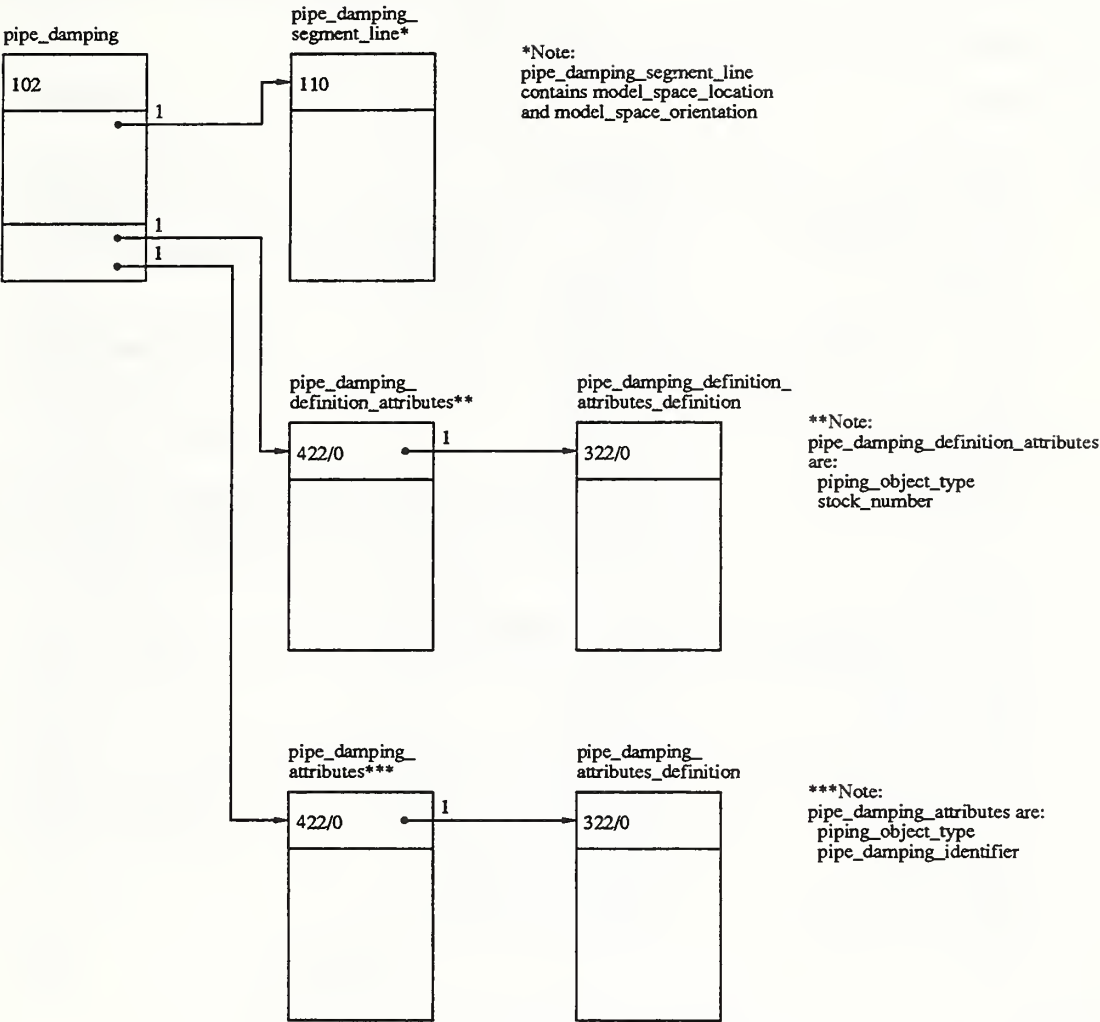 pipe_damping
102
1
1
1
pipe_damping_
segment_line*
110
*Note:
pipe_damping_segment_line
contains model_space_location
and model_space_orientation
pipe_damping_
definition_attributes**
422/0
1
pipe_damping_definition_
attributes_definition
322/0
**Note:
pipe_damping_definition_attributes
are:
piping_object_type
stock_number
pipe_damping_
attributes***
422/0
1
pipe_damping_
attributes_definition
322/0
***Note:
pipe_damping_attributes are:
piping_object_type
pipe_damping_identifier